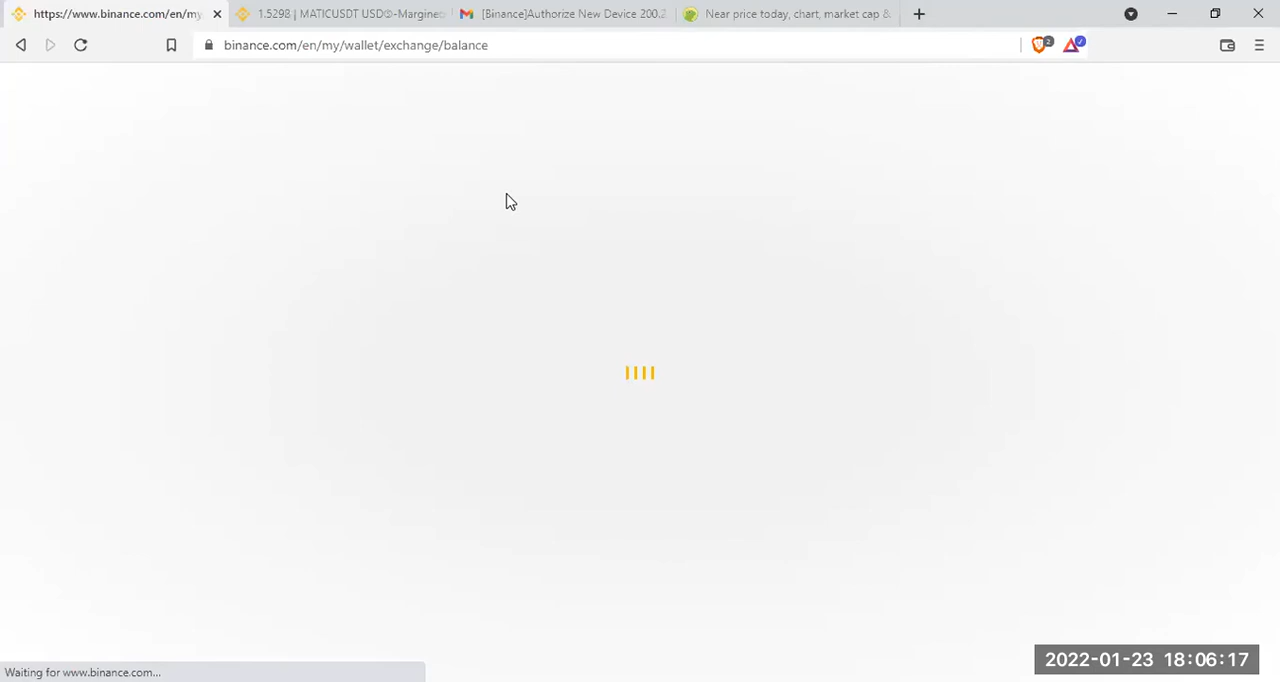 https://www.binance.com/en/my
1.5298 | MATICUSDT USD®-Margined
[Binance]Authorize New Device 200.2
Near price today, chart, market cap &
binance.com/en/my/wallet/exchange/balance
2
Waiting for www.binance.com...
2022-01-23 18:06:17